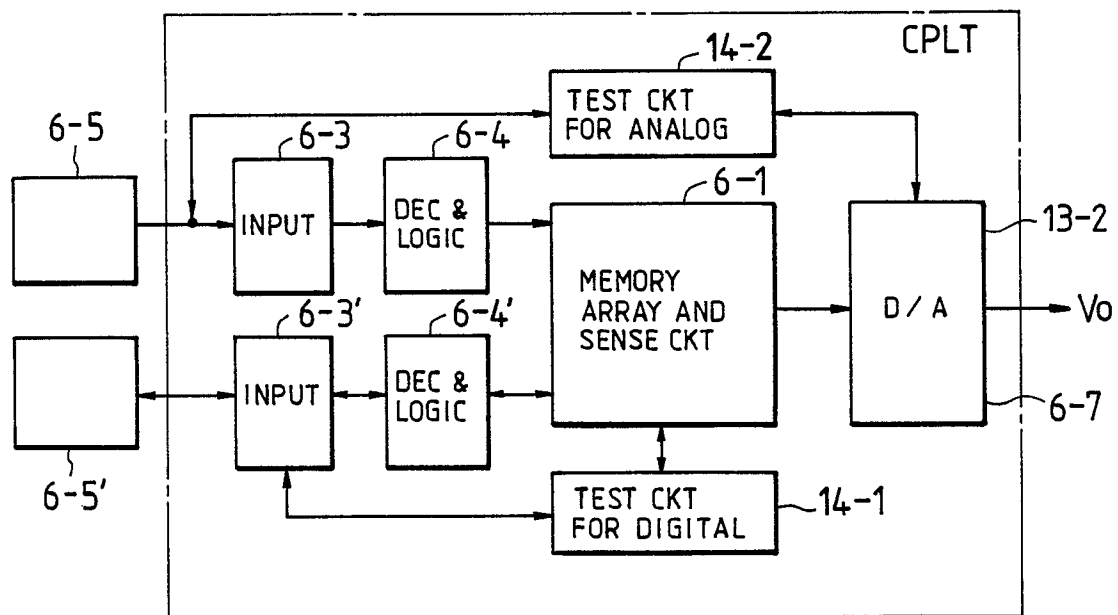 CPLT
14-2
TEST CKT
FOR ANALOG
6-5
6-3
6-4
6-1
INPUT
DEC &
LOGIC
MEMORY
ARRAY AND
SENSE CKT
13-2
D/A
Vo
6-3'
6-4'
INPUT
DEC &
LOGIC
6-7
6-5'
TEST CKT
FOR DIGITAL
14-1